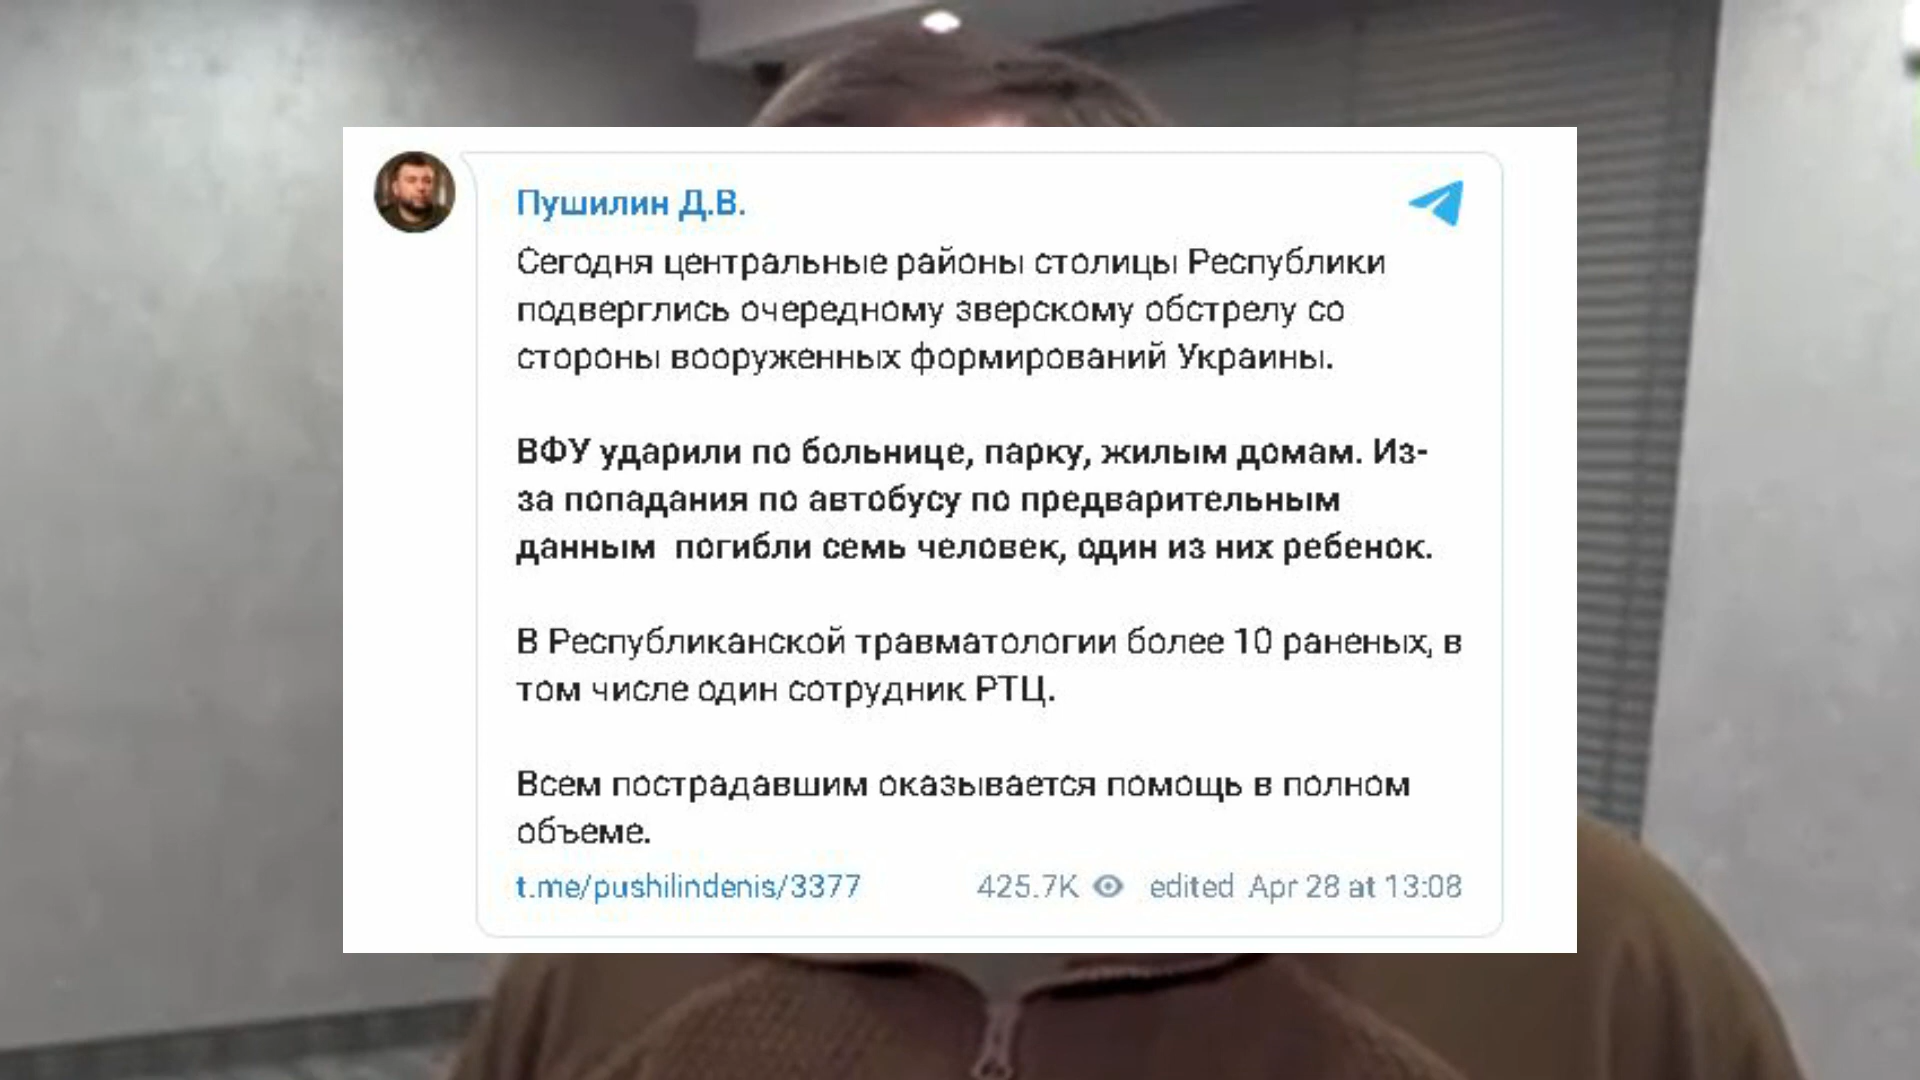 Пушилин Д.В.
Сегодня центральные районы столицы Республики
подверглись очередному зверскому обстрелу со
стороны вооруженных формирований Украины.
ВФУ ударили по больнице, парку, жилым домам. Из-
за попадания по автобусу по предварительным
данным погибли семь человек, один из них ребенок.
В Республиканской травматологии более 10 раненых, в
том числе один сотрудник РТЦ.
Всем пострадавшим оказывается помощь в полном
объеме.
t.me/pushilindenis/3377 425.7K edited Apr 28 at 13:08